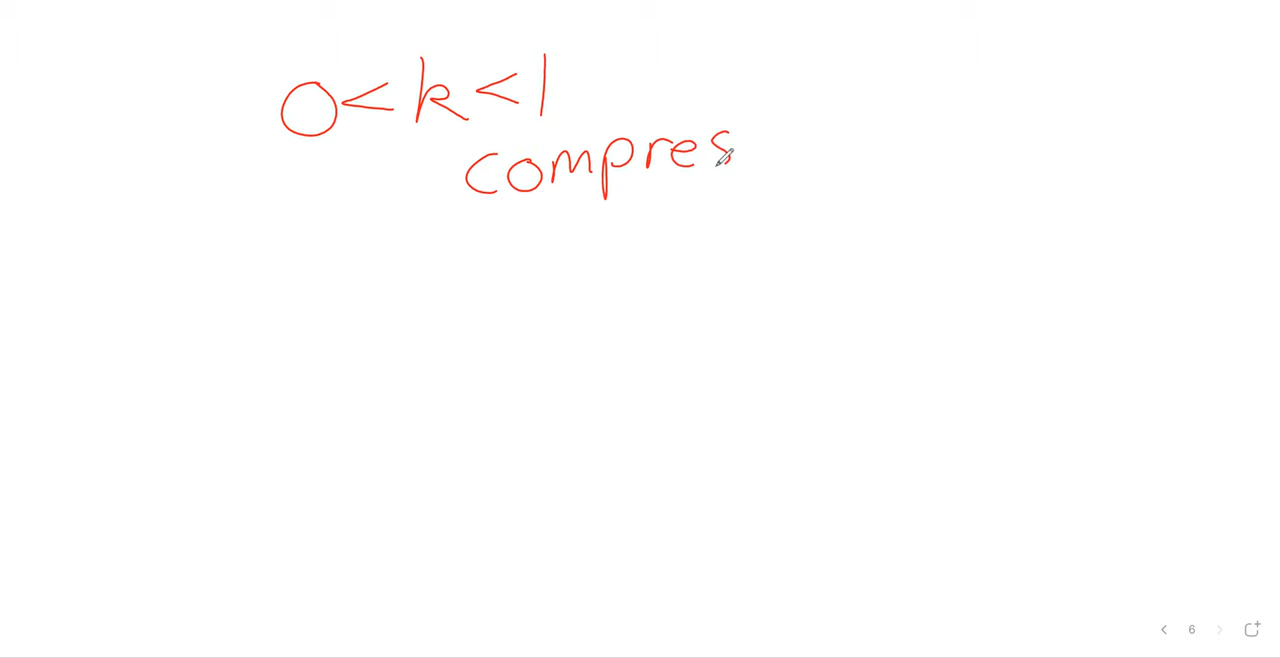 0 < k < 1
compres
6